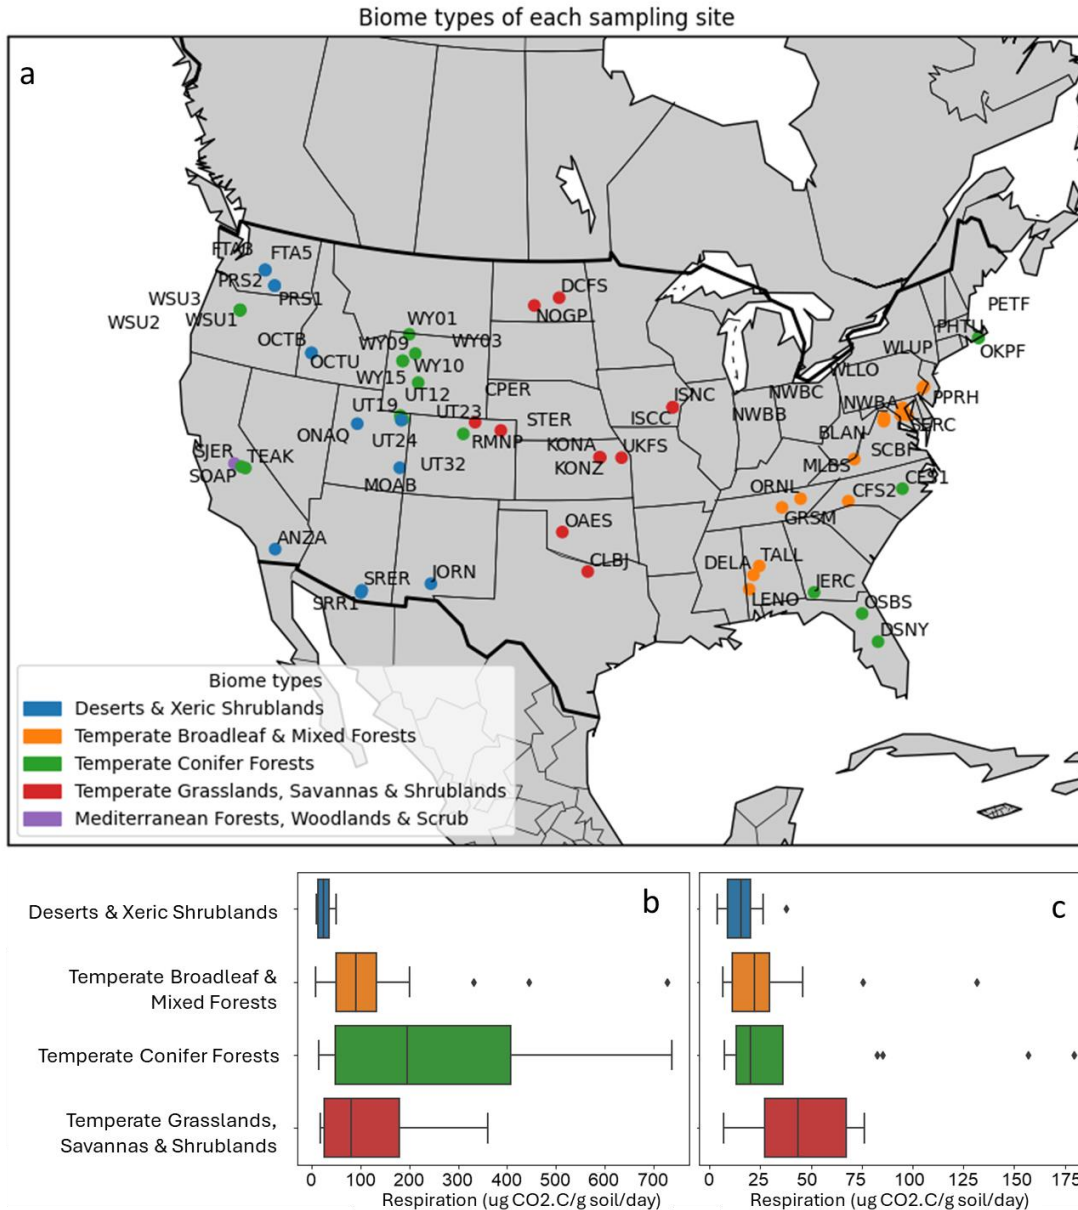 Biome types of each sampling site
a
FTA3
FTA5
PRS2
PRS1
WSU3
WSU2
WSU1
DCFS
NOGP
PETF
PHTU
OKPF
WY01
WY09
WY03
OCTB
OCTU
WY10
WY15
WLUP
WLLO
UT12
CPER
ISNC
NWBC
NWBA
PPRH
UT19
UT23
STER
ISCC
NWBB
SERC
ONAQ
UT24
RMNP
KONA
UKFS
BLAN
SCBI
SJER
TEAK
SOAP
UT32
KONZ
MLBS
MOAB
ORNL
CFS2
CES1
GRSM
OAES
ANZA
CLBJ
DELA
TALL
SRER
JORN
JERC
SRR1
LENO
OSBS
DSNY
Biome types
Deserts & Xeric Shrublands
Temperate Broadleaf & Mixed Forests
Temperate Conifer Forests
Temperate Grasslands, Savannas & Shrublands
Mediterranean Forests, Woodlands & Scrub
b
c
Deserts & Xeric Shrublands
Temperate Broadleaf &
Mixed Forests
Temperate Conifer Forests
Temperate Grasslands,
Savannas & Shrublands
0 100 200 300 400 500 600 700
0 25 50 75 100 125 150 175
Respiration (ug CO2.C/g soil/day)
Respiration (ug CO2.C/g soil/day)